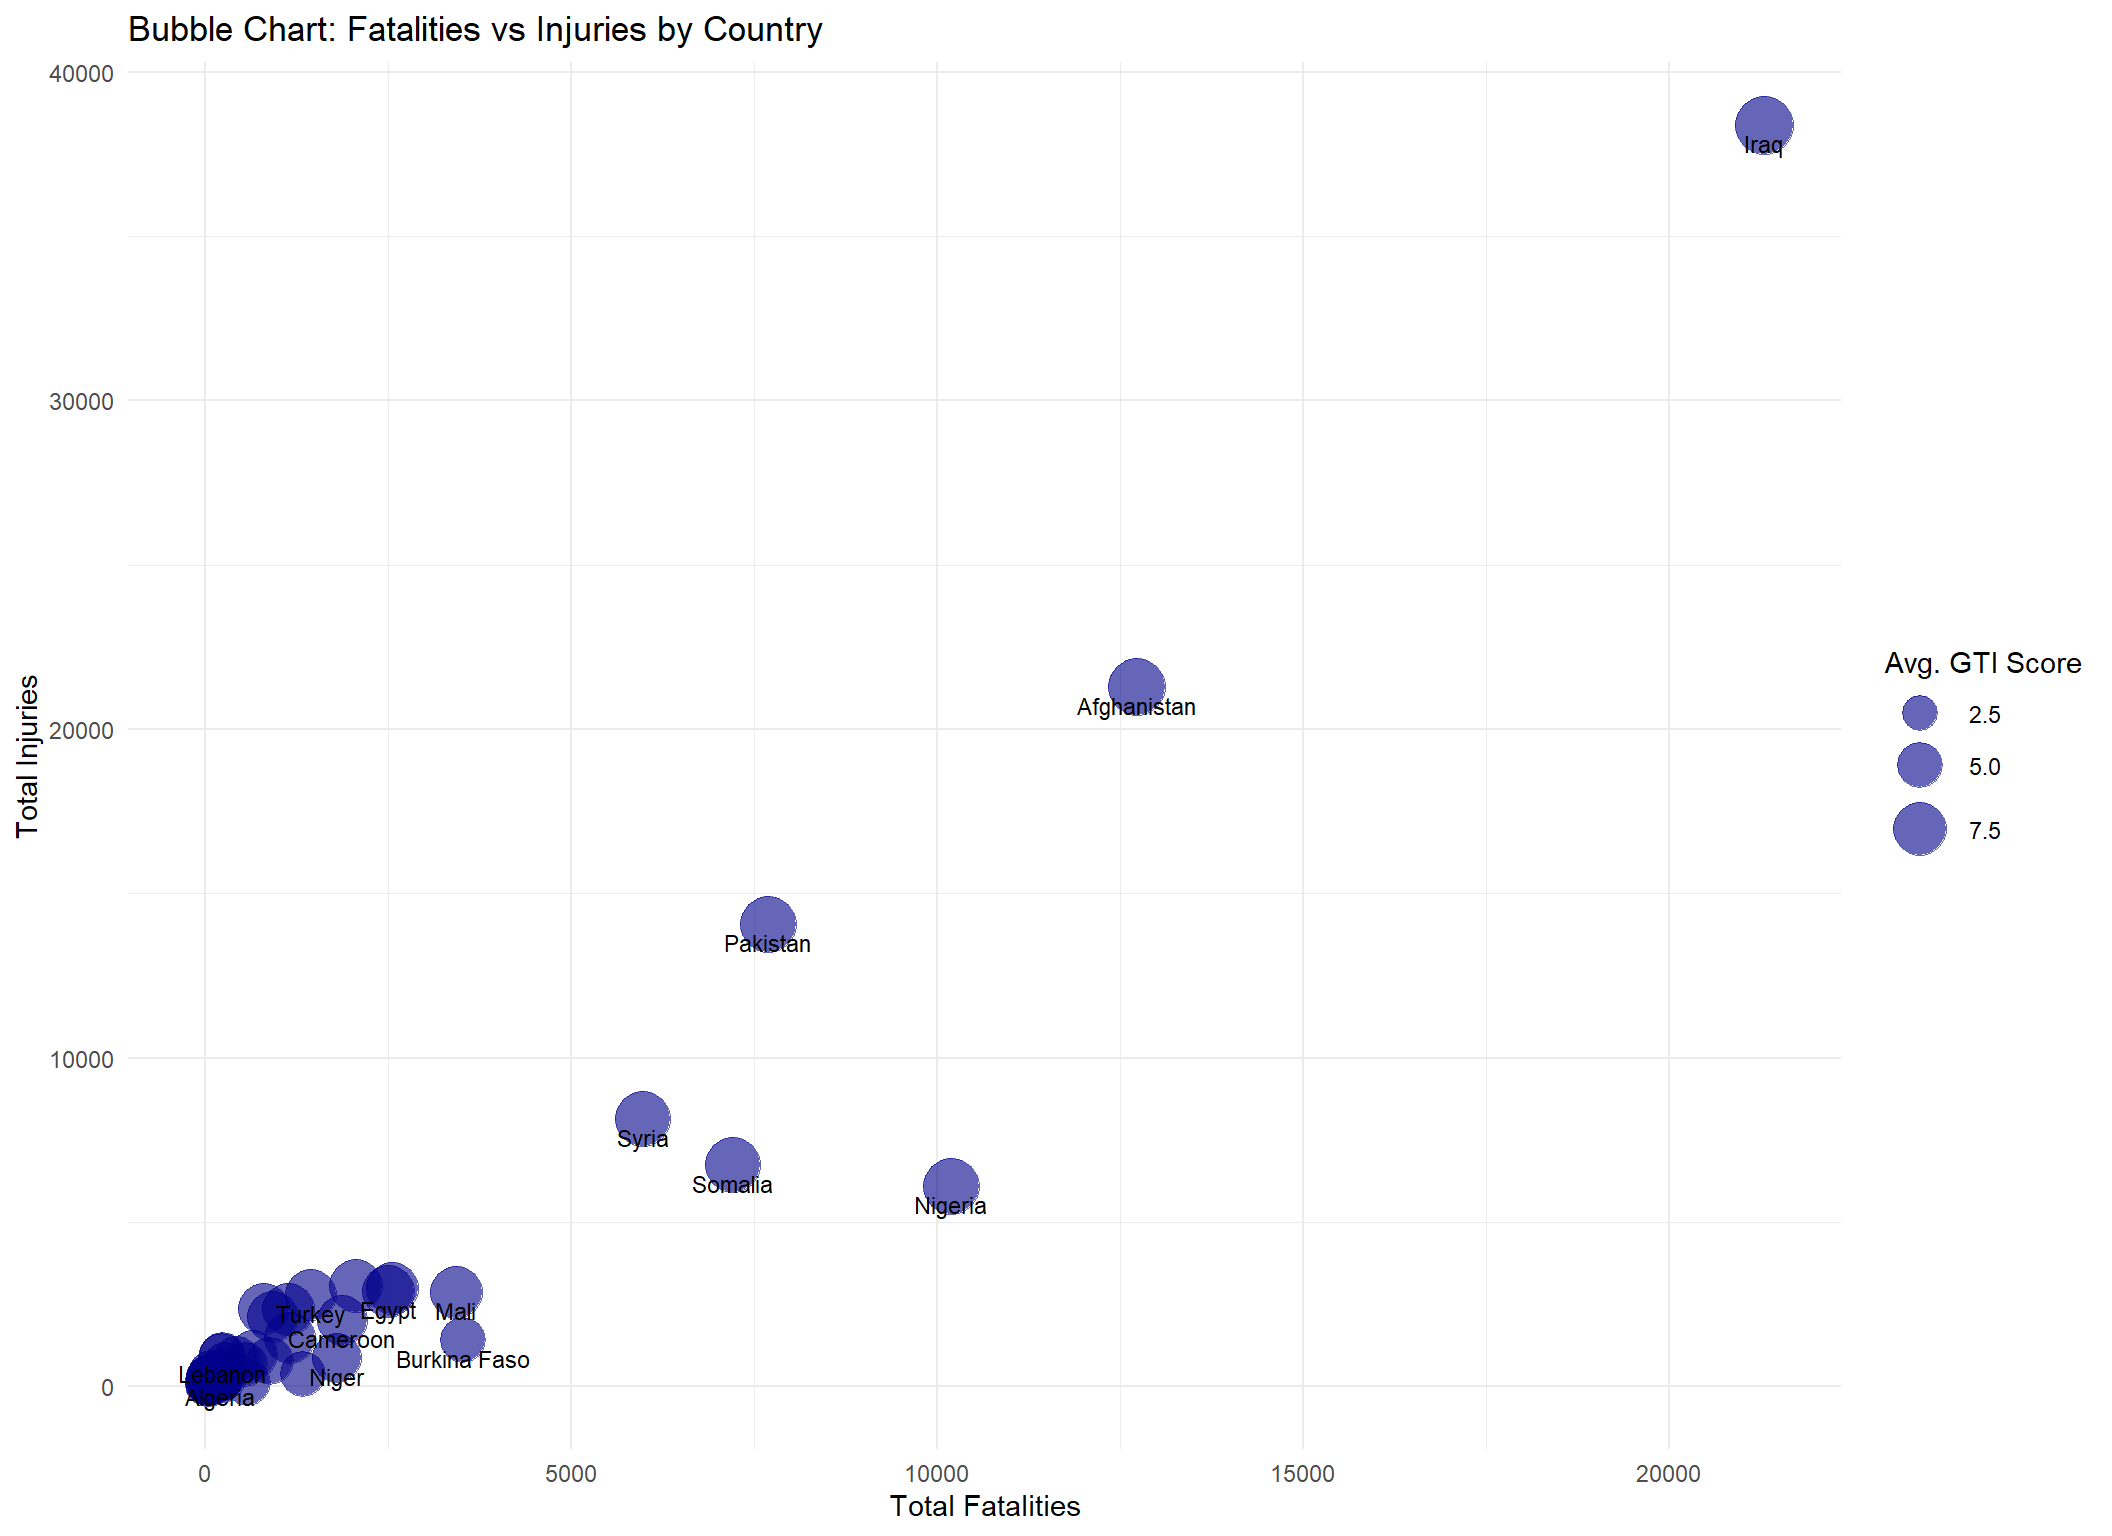 Bubble Chart: Fatalities vs Injuries by Country
40000
30000
20000
10000
0
Total Injuries
Iraq
Afghanistan
Pakistan
Syria
Somalia
Nigeria
Egypt
Mali
Turkey
Cameroon
Burkina Faso
Lebanon
Niger
Algeria
0
5000
10000
15000
20000
Total Fatalities
Avg. GTI Score
2.5
5.0
7.5